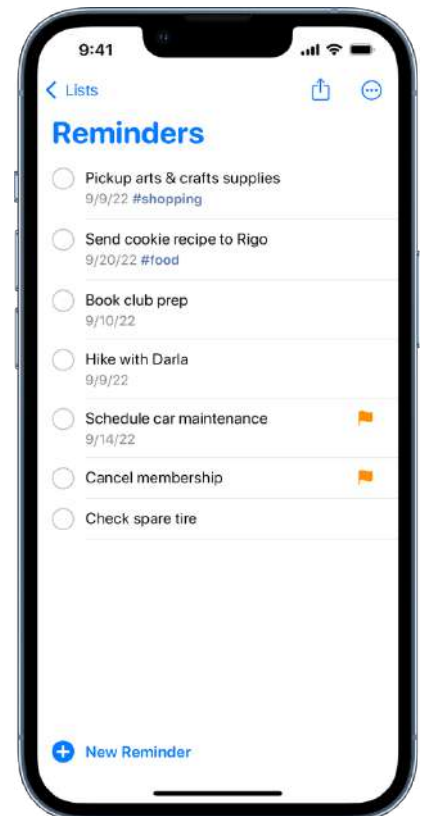 9:41
Lists
Reminders
Pickup arts & crafts supplies
9/9/22 #shopping
Send cookie recipe to Rigo
9/20/22 #food
Book club prep
9/10/22
Hike with Darla
9/9/22
Schedule car maintenance
9/14/22
Cancel membership
Check spare tire
New Reminder